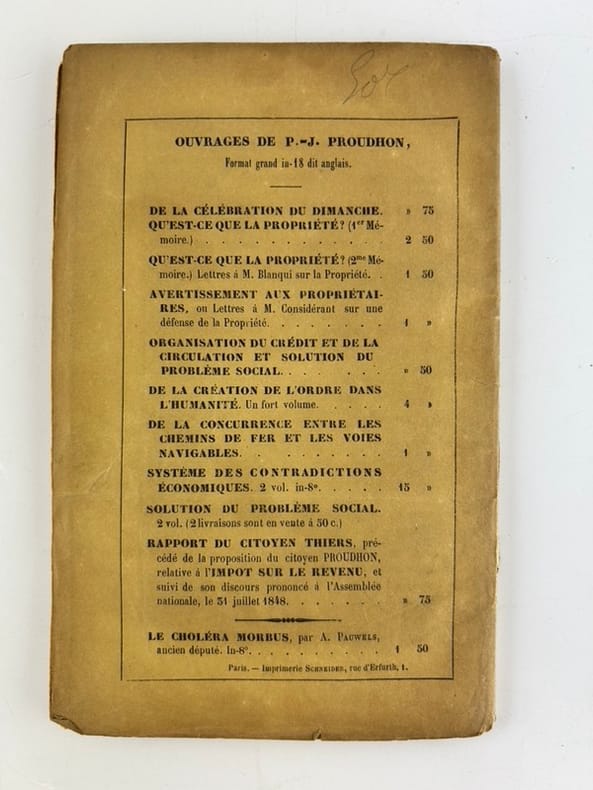 OUVRAGES DE P.-J. PROUDHON,
Format grand in-18 dit anglais.
DE LA CÉLÉBRATION DU DIMANCHE. » 75
QU'EST-CE QUE LA PROPRIÉTÉ? (1er Mé-
moire.) . . . . . . . . . . . . 2 50
QU'EST-CE QUE LA PROPRIÉTÉ? (2me Mé-
moire.) Lettres à M. Blanqui sur la Propriété. . 1 50
AVERTISSEMENT AUX PROPRIÉTAI-
RES, ou Lettres à M. Considérant sur une
défense de la Propriété. . . . . . . . 1 »
ORGANISATION DU CRÉDIT ET DE LA
CIRCULATION ET SOLUTION DU
PROBLÈME SOCIAL. . . . . . » 50
DE LA CRÉATION DE L'ORDRE DANS
L'HUMANITÉ. Un fort volume. . . . . 4 »
DE LA CONCURRENCE ENTRE LES
CHEMINS DE FER ET LES VOIES
NAVIGABLES. . . . . . . . . 1 »
SYSTÈME DES CONTRADICTIONS
ÉCONOMIQUES. 2 vol. in-8°. . . . . 15 »
SOLUTION DU PROBLÈME SOCIAL.
2 vol. (2 livraisons sont en vente à 50 c.)
RAPPORT DU CITOYEN THIERS, pré-
cédé de la proposition du citoyen PROUDHON,
relative à l'IMPOT SUR LE REVENU, et
suivi de son discours prononcé à l'Assemblée
nationale, le 31 juillet 1848. . . . . . . » 75
LE CHOLÉRA MORBUS, par A. PAUWELS,
ancien député. In-8°. . . . . . . . . . 1 50
Paris. — Imprimerie SCHNEIDER, rue d'Erfurth, 1.